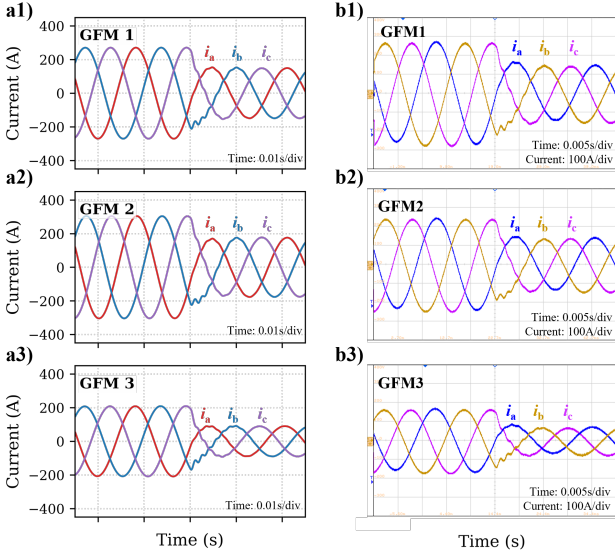 a1)
GFM 1
400
200
0
−200
−400
Current (A)
ia ib ic
Time: 0.01s/div
a2)
GFM 2
400
200
0
−200
−400
Current (A)
ia ib ic
Time: 0.01s/div
a3)
GFM 3
400
200
0
−200
−400
Current (A)
ia ib ic
Time: 0.01s/div
Time (s)
b1)
GFM1
ia ib ic
Time: 0.005s/div
Current: 100A/div
b2)
GFM2
ia ib ic
Time: 0.005s/div
Current: 100A/div
b3)
GFM3
ia ib ic
Time: 0.005s/div
Current: 100A/div
Time (s)